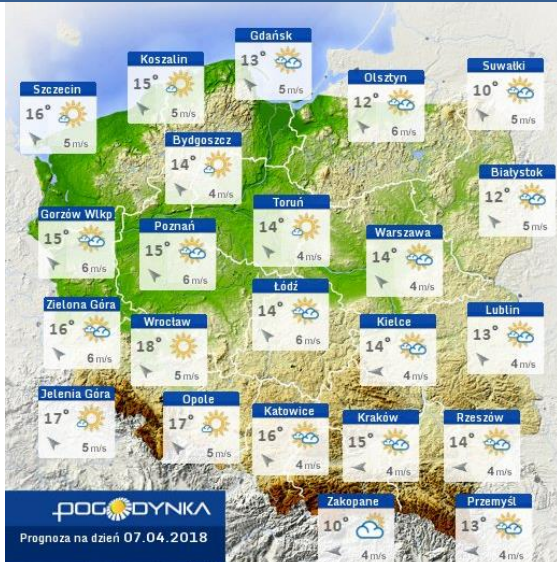 Gdańsk
13°
5 m/s
Koszalin
15°
5 m/s
Suwałki
10°
5 m/s
Olsztyn
12°
6 m/s
Szczecin
16°
5 m/s
Bydgoszcz
14°
4 m/s
Białystok
12°
5 m/s
Toruń
14°
4 m/s
Gorzów Wlkp
15°
6 m/s
Poznań
15°
6 m/s
Warszawa
14°
4 m/s
Łódź
14°
6 m/s
Zielona Góra
16°
6 m/s
Wrocław
18°
5 m/s
Kielce
14°
4 m/s
Lublin
13°
4 m/s
Jelenia Góra
17°
5 m/s
Opole
17°
5 m/s
Katowice
16°
4 m/s
Kraków
15°
4 m/s
Rzeszów
14°
4 m/s
Zakopane
10°
4 m/s
Przemyśl
13°
4 m/s
POGODYNKA
Prognoza na dzień 07.04.2018